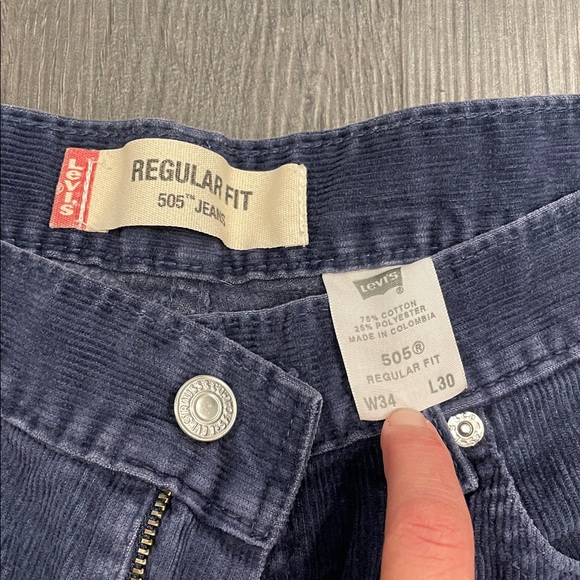 Levi's
®
REGULAR FIT
505™ JEANS
Levi's
®
75% COTTON
25% POLYESTER
MADE IN COLOMBIA
505®
REGULAR FIT
W34 L30